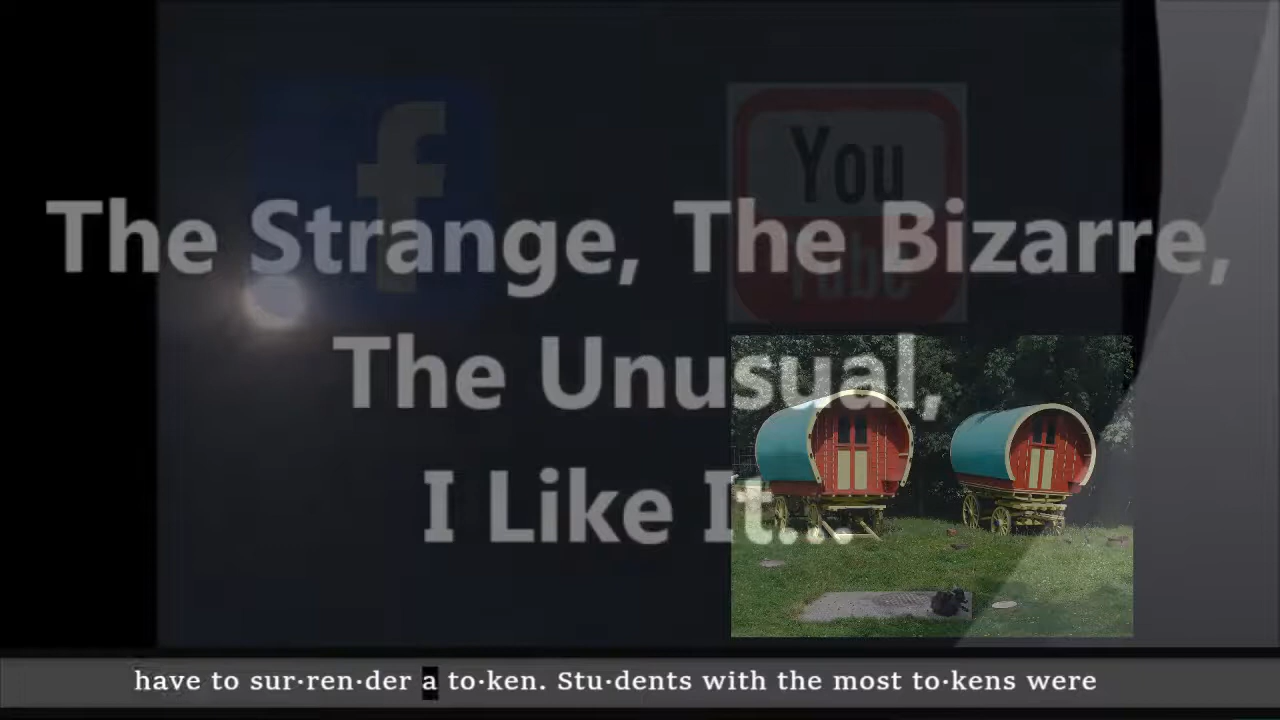 f
You
Tube
The Strange, The Bizarre,
The Unusual,
I Like It...
have to sur·ren·der a to·ken. Stu·dents with the most to·kens were